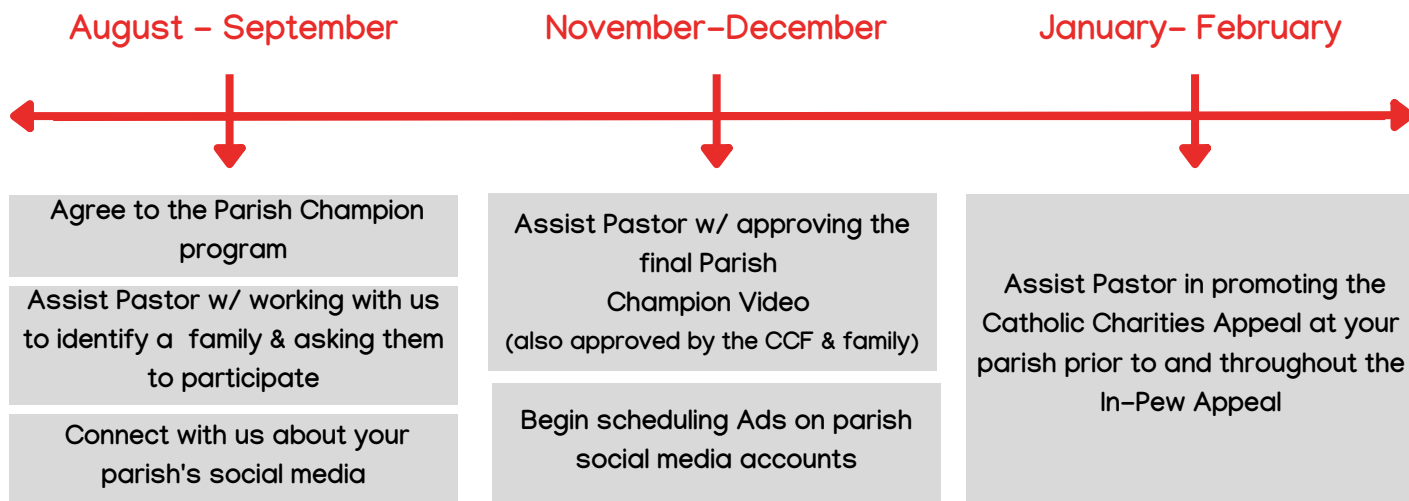 August - September
November-December
January- February
Agree to the Parish Champion
program
Assist Pastor w/ working with us
to identify a family & asking them
to participate
Connect with us about your
parish's social media
Assist Pastor w/ approving the
final Parish
Champion Video
(also approved by the CCF & family)
Begin scheduling Ads on parish
social media accounts
Assist Pastor in promoting the
Catholic Charities Appeal at your
parish prior to and throughout the
In-Pew Appeal